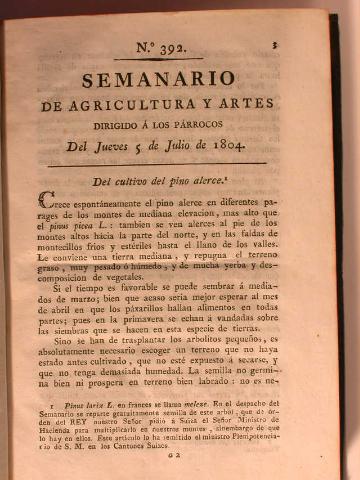 N.º 392.
1
SEMANARIO
DE AGRICULTURA Y ARTES
DIRIGIDO Á LOS PÁRROCOS
Del Jueves 5 de Julio de 1804.
Del cultivo del pino alerce.¹
Crece espontáneamente el pino alerce en diferentes pa-
rages de los montes de mediana elevacion, mas alto que
el pinus picea L.: tambien se ven alerces al pie de los
montes altos hácia la parte del norte, y en las faldas de
montecillos frios y estériles hasta el llano de los valles.
Le conviene una tierra mediana, y repugna el terreno
graso, muy pesado ó húmedo, y de mucha yerba y des-
composicion de vegetales.
Si el tiempo es favorable se puede sembrar á media-
dos de marzo; bien que acaso seria mejor esperar al mes
de abril en que los páxarillos hallan alimentos en todas
partes; pues en la primavera se echan á vandadas sobre
las siembras que se hacen en esta especie de tierras.
Sino se han de trasplantar los arbolitos pequeños, es
absolutamente necesario escoger un terreno que no haya
estado antes cultivado, que no esté expuesto á secarse, y
que no tenga demasiada humedad. La semilla no germi-
na bien ni prospera en terreno bien labrado: no es ne-
1 Pinus larix L. en frances se llama meleze. En el despacho del
Semanario se reparte gratuitamente semilla de este arbol, que de ór-
den del REY nuestro Señor pidió á Suiza el Señor Ministro de
Hacienda para multiplicarlo en nuestros montes, aunque de que
lo hay en ellos. Este articulo lo ha remitido el ministro Plenipotencia-
rio de S. M. en los Cantones Suizos.
G2